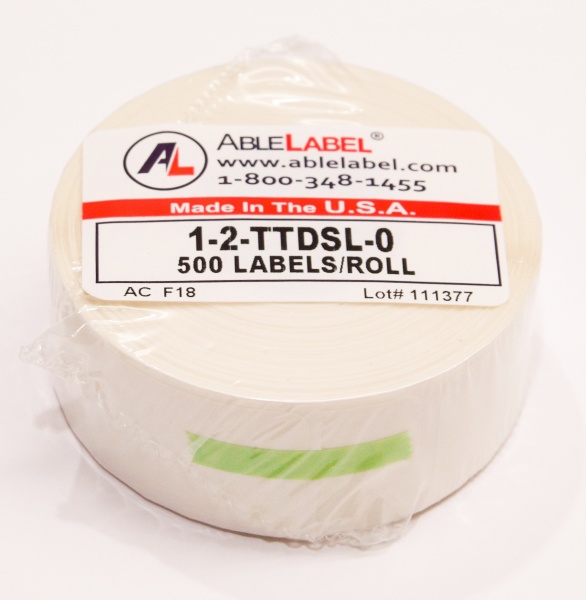 AL ABLELABEL®
www.ablelabel.com
1-800-348-1455
Made In The U.S.A.
1-2-TTDSL-0
500 LABELS/ROLL
AC F18 Lot# 111377